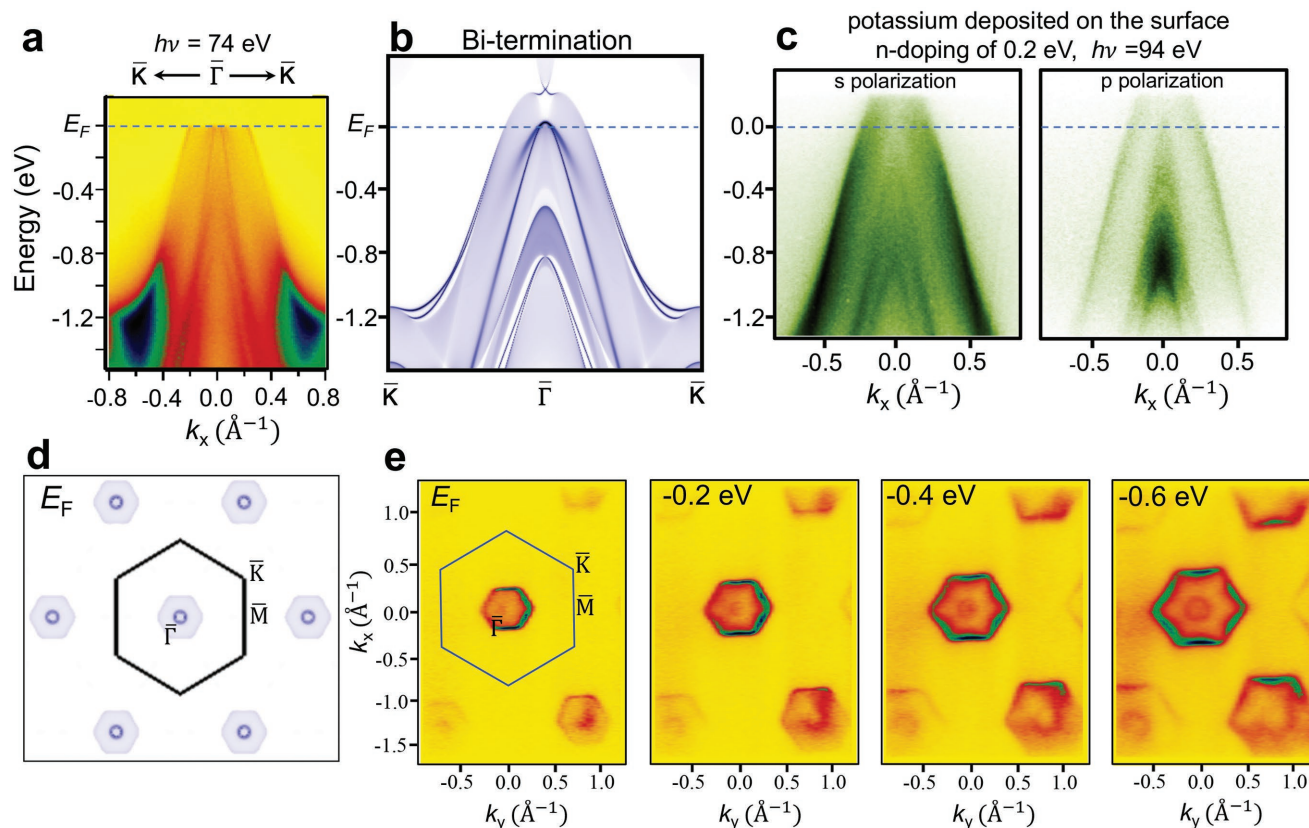 a
hν = 74 eV
K̅ ← Γ̅ → K̅
E_F
-0.4
-0.8
-1.2
Energy (eV)
-0.8 -0.4 0.0 0.4 0.8
k_x (Å⁻¹)
b
Bi-termination
E_F
-0.4
-0.8
-1.2
K̅ Γ̅ K̅
c
potassium deposited on the surface
n-doping of 0.2 eV, hν =94 eV
s polarization
p polarization
0.0
-0.4
-0.8
-1.2
-0.5 0.0 0.5
k_x (Å⁻¹)
-0.5 0.0 0.5
k_x (Å⁻¹)
d
E_F
K̅
M̅
Γ̅
e
E_F
K̅
M̅
Γ̅
1.0
0.5
0.0
-0.5
-1.0
-1.5
k_x (Å⁻¹)
-0.5 0.0 0.5 1.0
k_y (Å⁻¹)
-0.2 eV
-0.5 0.0 0.5 1.0
k_y (Å⁻¹)
-0.4 eV
-0.5 0.0 0.5 1.0
k_y (Å⁻¹)
-0.6 eV
-0.5 0.0 0.5 1.0
k_y (Å⁻¹)